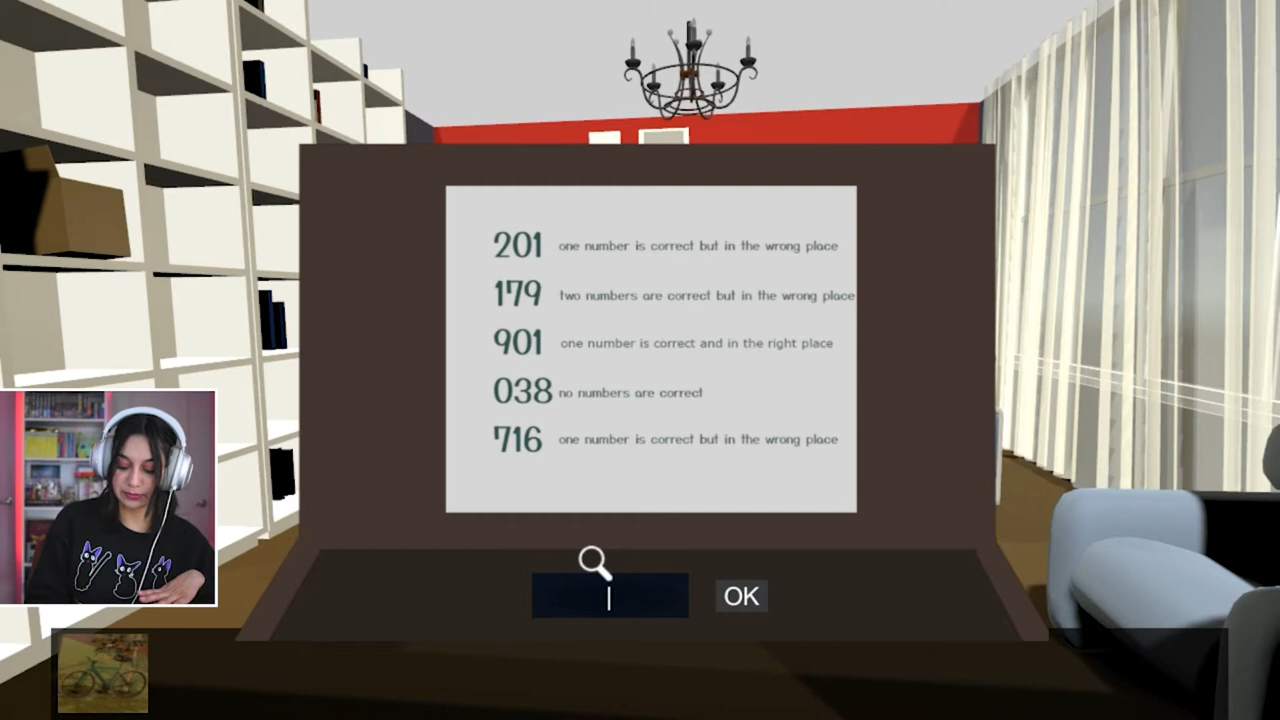 201 one number is correct but in the wrong place
179 two numbers are correct but in the wrong place
901 one number is correct and in the right place
038 no numbers are correct
716 one number is correct but in the wrong place
OK